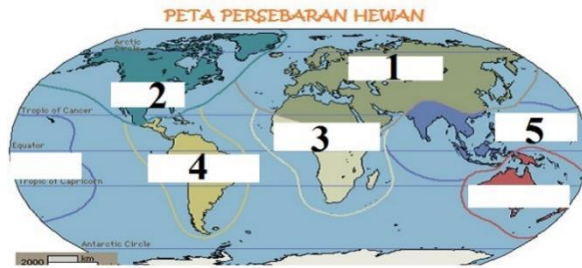 PETA PERSEBARAN HEWAN
Arctic Circle
1
2
Tropic of Cancer
3
5
Equator
4
Tropic of Capricorn
Antarctic Circle
2000 km